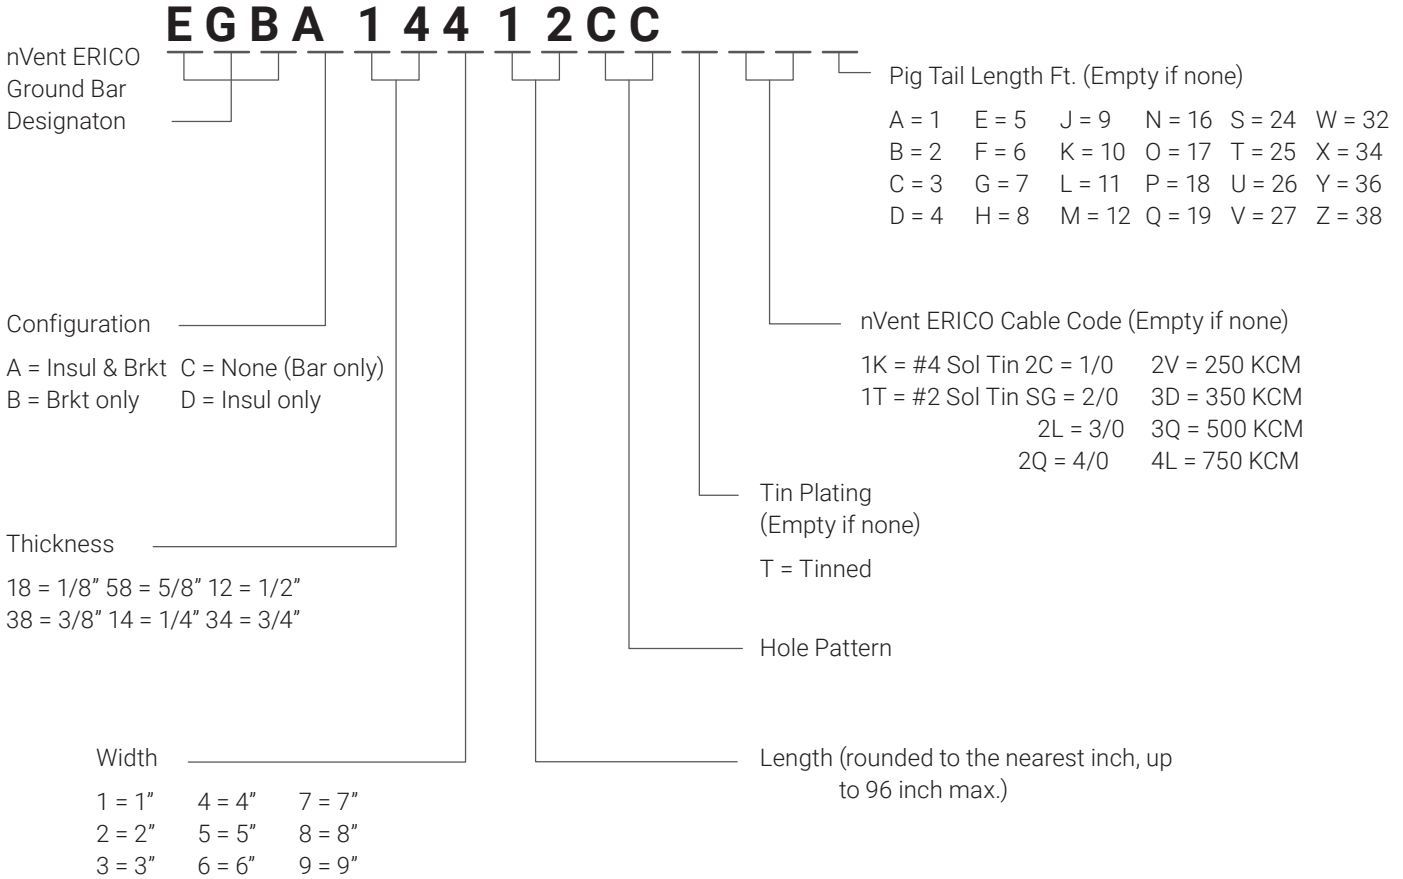 EGBA 144 12CC
nVent ERICO
Ground Bar
Designaton
Pig Tail Length Ft. (Empty if none)
A = 1 E = 5 J = 9 N = 16 S = 24 W = 32
B = 2 F = 6 K = 10 O = 17 T = 25 X = 34
C = 3 G = 7 L = 11 P = 18 U = 26 Y = 36
D = 4 H = 8 M = 12 Q = 19 V = 27 Z = 38
Configuration
A = Insul & Brkt C = None (Bar only)
B = Brkt only D = Insul only
nVent ERICO Cable Code (Empty if none)
1K = #4 Sol Tin 2C = 1/0 2V = 250 KCM
1T = #2 Sol Tin SG = 2/0 3D = 350 KCM
2L = 3/0 3Q = 500 KCM
2Q = 4/0 4L = 750 KCM
Tin Plating
(Empty if none)
T = Tinned
Thickness
18 = 1/8” 58 = 5/8” 12 = 1/2”
38 = 3/8” 14 = 1/4” 34 = 3/4”
Hole Pattern
Width
1 = 1” 4 = 4” 7 = 7”
2 = 2” 5 = 5” 8 = 8”
3 = 3” 6 = 6” 9 = 9”
Length (rounded to the nearest inch, up
to 96 inch max.)